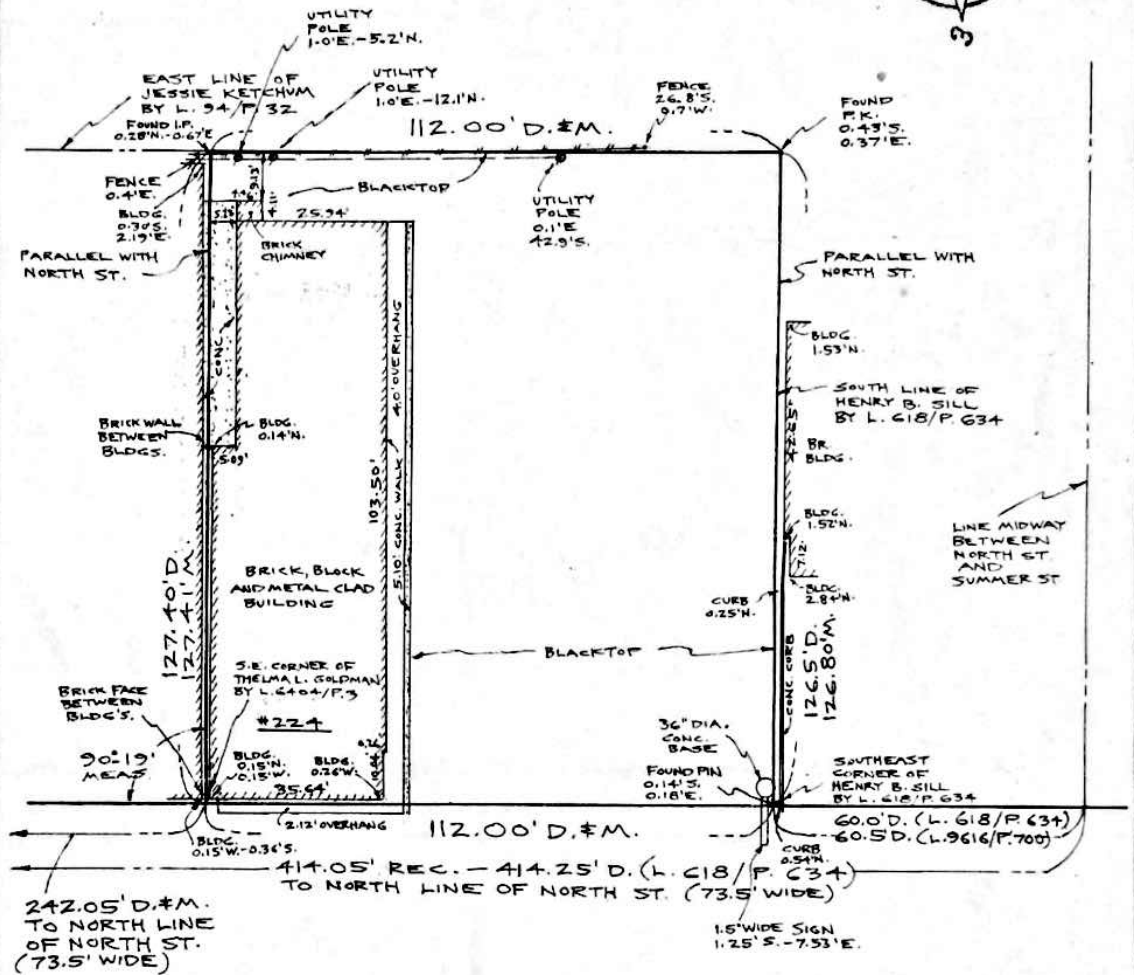 UTILITY
POLE
1.0'E.-5.2'N.
EAST LINE OF
JESSIE KETCHUM
BY L. 94/P. 32
FOUND I.P.
0.28'N.-0.67'E
UTILITY
POLE
1.0'E.-12.1'N.
112.00' D.&M.
FENCE
26.8'S.
0.7'W.
FOUND
P.K.
0.43'S.
0.37'E.
FENCE
0.4'E.
BLDG.
0.30'S.
2.19'E.
PARALLEL WITH
NORTH ST.
9.13'
BLACKTOP
25.94'
BRICK
CHIMNEY
UTILITY
POLE
0.1'E
42.9'S.
PARALLEL WITH
NORTH ST.
CONC.
4.0' OVERHANG
BLDG.
1.53'N.
SOUTH LINE OF
HENRY B. SILL
BY L. 618/P. 634
BRICK WALL
BETWEEN
BLDGS.
BLDG.
0.14'N.
5.09'
BR.
BLDG.
103.50'
5.10' CONC. WALK
BLDG.
1.52'N.
7.12'
LINE MIDWAY
BETWEEN
NORTH ST.
AND
SUMMER ST
127.40'D.
127.41'M.
BRICK, BLOCK
AND METAL CLAD
BUILDING
BLDG.
2.84'N.
CURB
0.25'N.
BLACKTOP
CONC. CURB
126.5'D.
126.80'M.
S.E. CORNER OF
THELMA L. GOLDMAN
BY L.6404/P.3
BRICK FACE
BETWEEN
BLDG'S.
#224
90°-19'
MEAS.
BLDG.
0.15'N.
0.15'W.
BLDG.
0.26'W.
10.44'
35.64'
36" DIA.
CONC.
BASE
FOUND PIN
0.14'S.
0.18'E.
SOUTHEAST
CORNER OF
HENRY B. SILL
BY L. 618/P. 634
2.12' OVERHANG
112.00' D.&M.
60.0'D. (L. 618/P. 634)
60.5'D. (L.9616/P.700)
BLDG.
0.15'W.-0.36'S.
CURB
0.54'N.
414.05' REC. - 414.25' D. (L. 618/P. 634)
TO NORTH LINE OF NORTH ST. (73.5' WIDE)
242.05' D.&M.
TO NORTH LINE
OF NORTH ST.
(73.5' WIDE)
1.5' WIDE SIGN
1.25'S.-7.53'E.